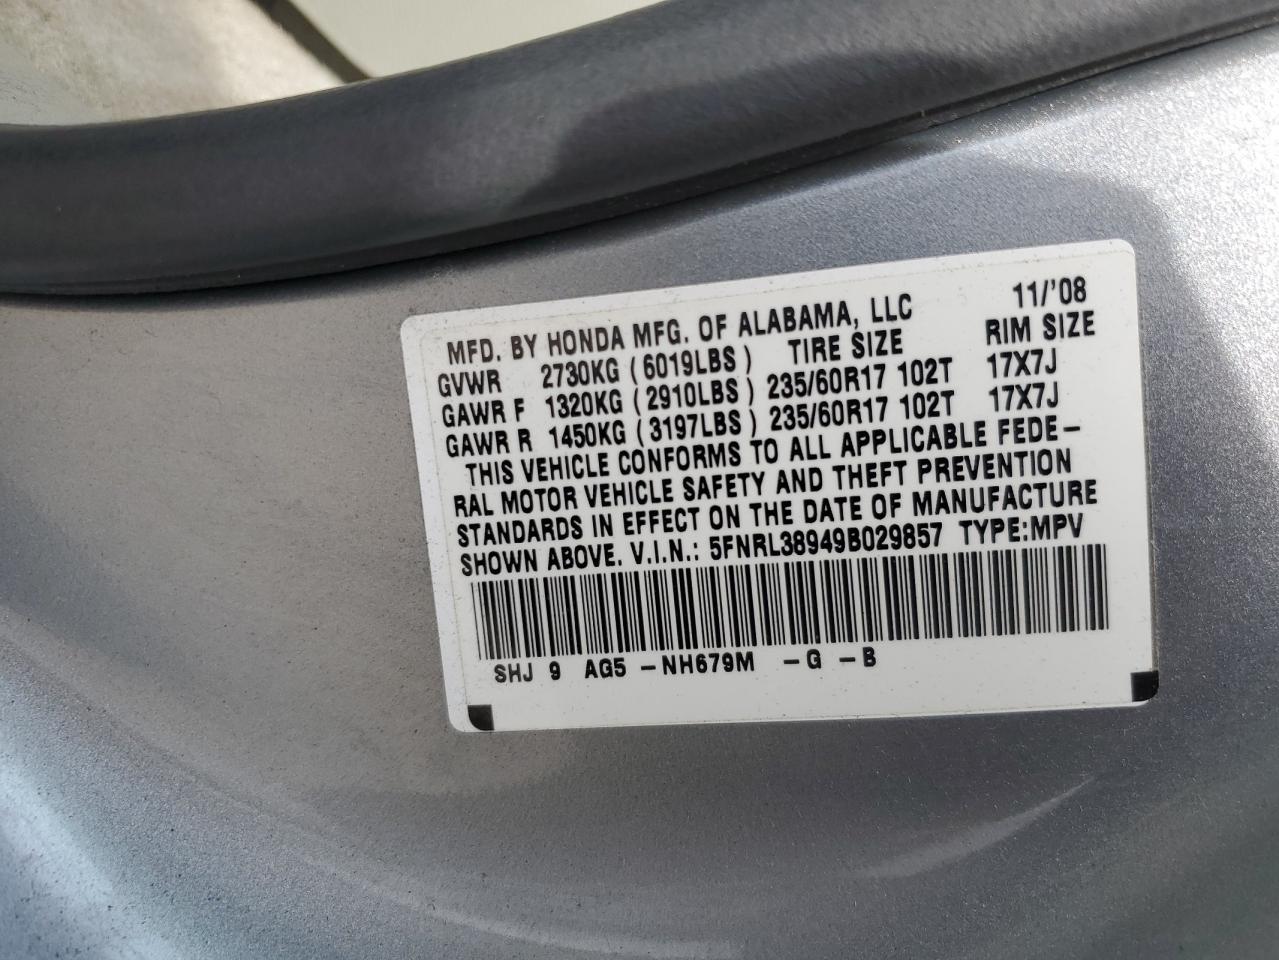 MFD. BY HONDA MFG. OF ALABAMA, LLC 11/'08
GVWR 2730KG (6019LBS) TIRE SIZE RIM SIZE
GAWR F 1320KG (2910LBS) 235/60R17 102T 17X7J
GAWR R 1450KG (3197LBS) 235/60R17 102T 17X7J
THIS VEHICLE CONFORMS TO ALL APPLICABLE FEDE-
RAL MOTOR VEHICLE SAFETY AND THEFT PREVENTION
STANDARDS IN EFFECT ON THE DATE OF MANUFACTURE
SHOWN ABOVE. V.I.N.: 5FNRL38949B029857 TYPE:MPV
SHJ 9 AG5 -NH679M -G -B